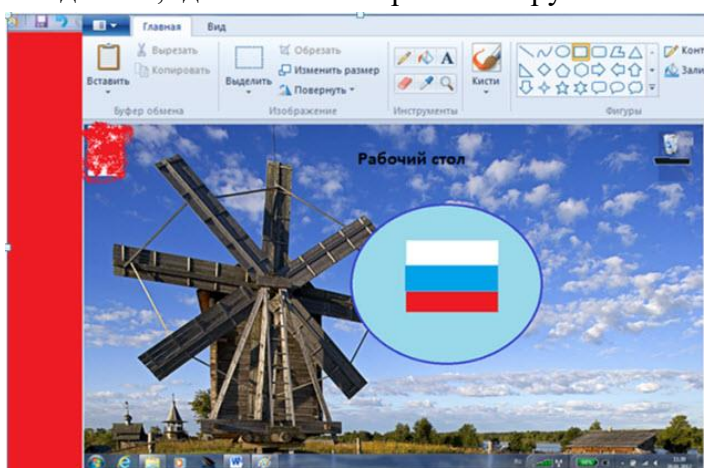 Главная Вид
Вставить
Вырезать
Копировать
Буфер обмена
Выделить
Обрезать
Изменить размер
Повернуть
Изображение
A
Инструменты
Кисти
Фигуры
Рабочий стол
W